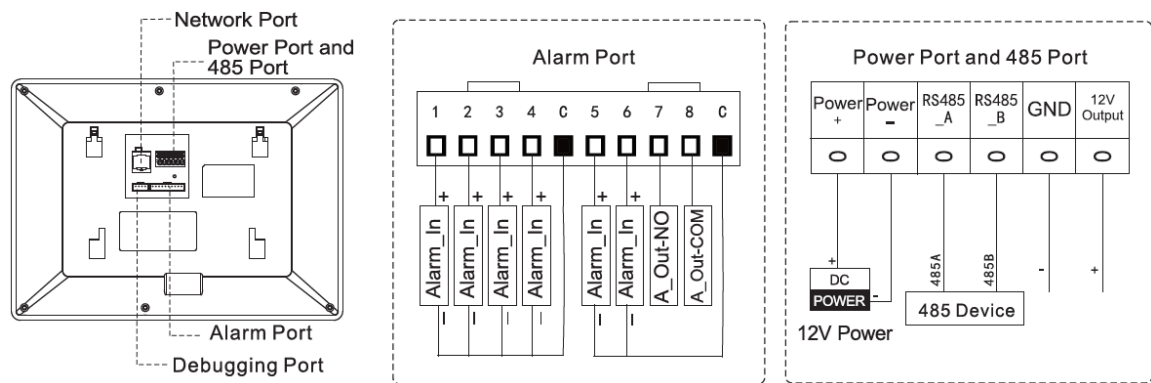 Network Port
Power Port and
485 Port
Alarm Port
Debugging Port
Alarm Port
1 2 3 4 C 5 6 7 8 C
+ + + + + +
Alarm_In
Alarm_In
Alarm_In
Alarm_In
Alarm_In
Alarm_In
A_Out-NO
A_Out-COM
- - - - - -
Power Port and 485 Port
Power
+
Power
-
RS485
_A
RS485
_B
GND
12V
Output
+
DC
POWER
-
12V Power
485A
485B
485 Device
-
+